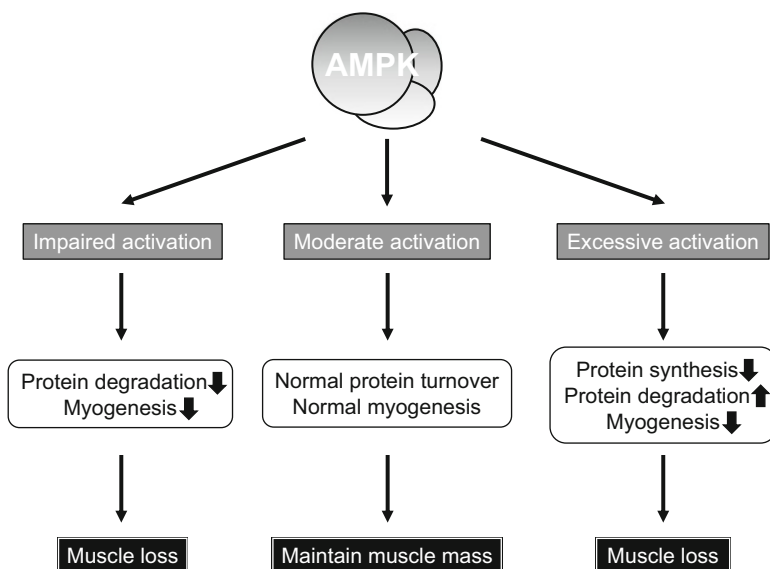 AMPK
Impaired activation
Moderate activation
Excessive activation
Protein degradation
Myogenesis
Normal protein turnover
Normal myogenesis
Protein synthesis
Protein degradation
Myogenesis
Muscle loss
Maintain muscle mass
Muscle loss